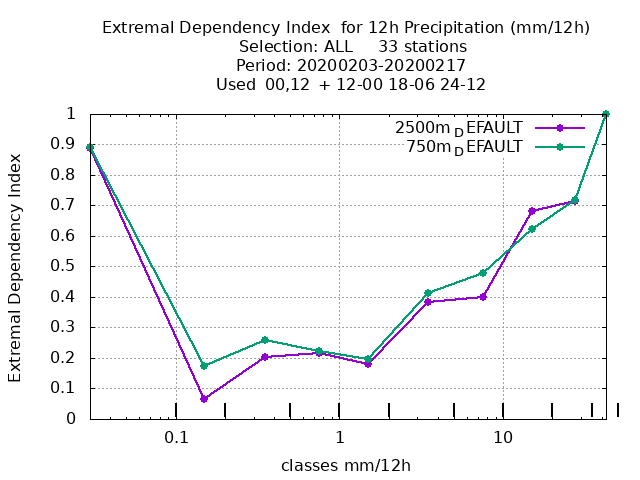 Extremal Dependency Index  for 12h Precipitation (mm/12h)
Selection: ALL     33 stations
Period: 20200203-20200217
Used  00,12  + 12-00 18-06 24-12
2500m_DEFAULT
750m_DEFAULT
1
0.9
0.8
0.7
0.6
0.5
0.4
0.3
0.2
0.1
0
Extremal Dependency Index
0.1 1 10
classes mm/12h